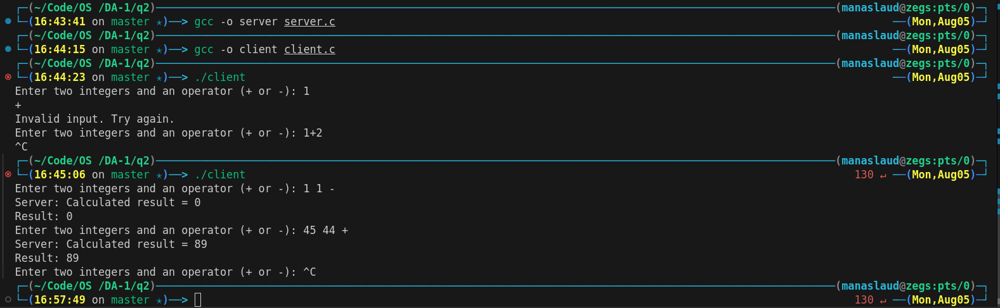 ┌─(~/Code/OS /DA-1/q2)────(manaslaud@zegs:pts/0)─┐
└─(16:43:41 on master ✭)──> gcc -o server server.c ──(Mon,Aug05)─┘
┌─(~/Code/OS /DA-1/q2)────(manaslaud@zegs:pts/0)─┐
└─(16:44:15 on master ✭)──> gcc -o client client.c ──(Mon,Aug05)─┘
┌─(~/Code/OS /DA-1/q2)────(manaslaud@zegs:pts/0)─┐
└─(16:44:23 on master ✭)──> ./client ──(Mon,Aug05)─┘
Enter two integers and an operator (+ or -): 1
+
Invalid input. Try again.
Enter two integers and an operator (+ or -): 1+2
^C
┌─(~/Code/OS /DA-1/q2)────(manaslaud@zegs:pts/0)─┐
└─(16:45:06 on master ✭)──> ./client 130 ↵ ──(Mon,Aug05)─┘
Enter two integers and an operator (+ or -): 1 1 -
Server: Calculated result = 0
Result: 0
Enter two integers and an operator (+ or -): 45 44 +
Server: Calculated result = 89
Result: 89
Enter two integers and an operator (+ or -): ^C
┌─(~/Code/OS /DA-1/q2)────(manaslaud@zegs:pts/0)─┐
└─(16:57:49 on master ✭)──> 130 ↵ ──(Mon,Aug05)─┘